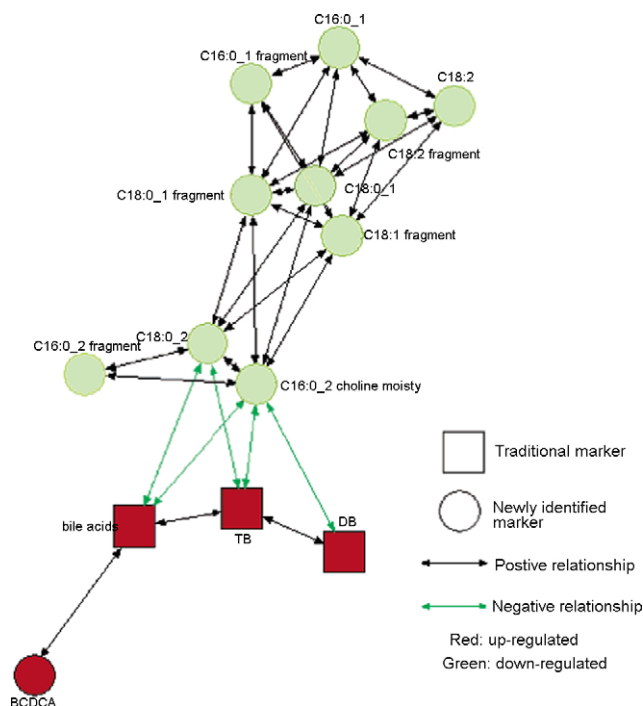 C16:0_1
C16:0_1 fragment
C18:2
C18:2 fragment
C18:0_1 fragment
C18:0_1
C18:1 fragment
C18:0_2
C16:0_2 fragment
C16:0_2 choline moisty
bile acids
TB
DB
BCDCA
Traditional marker
Newly identified
marker
Postive relationship
Negative relationship
Red: up-regulated
Green: down-regulated